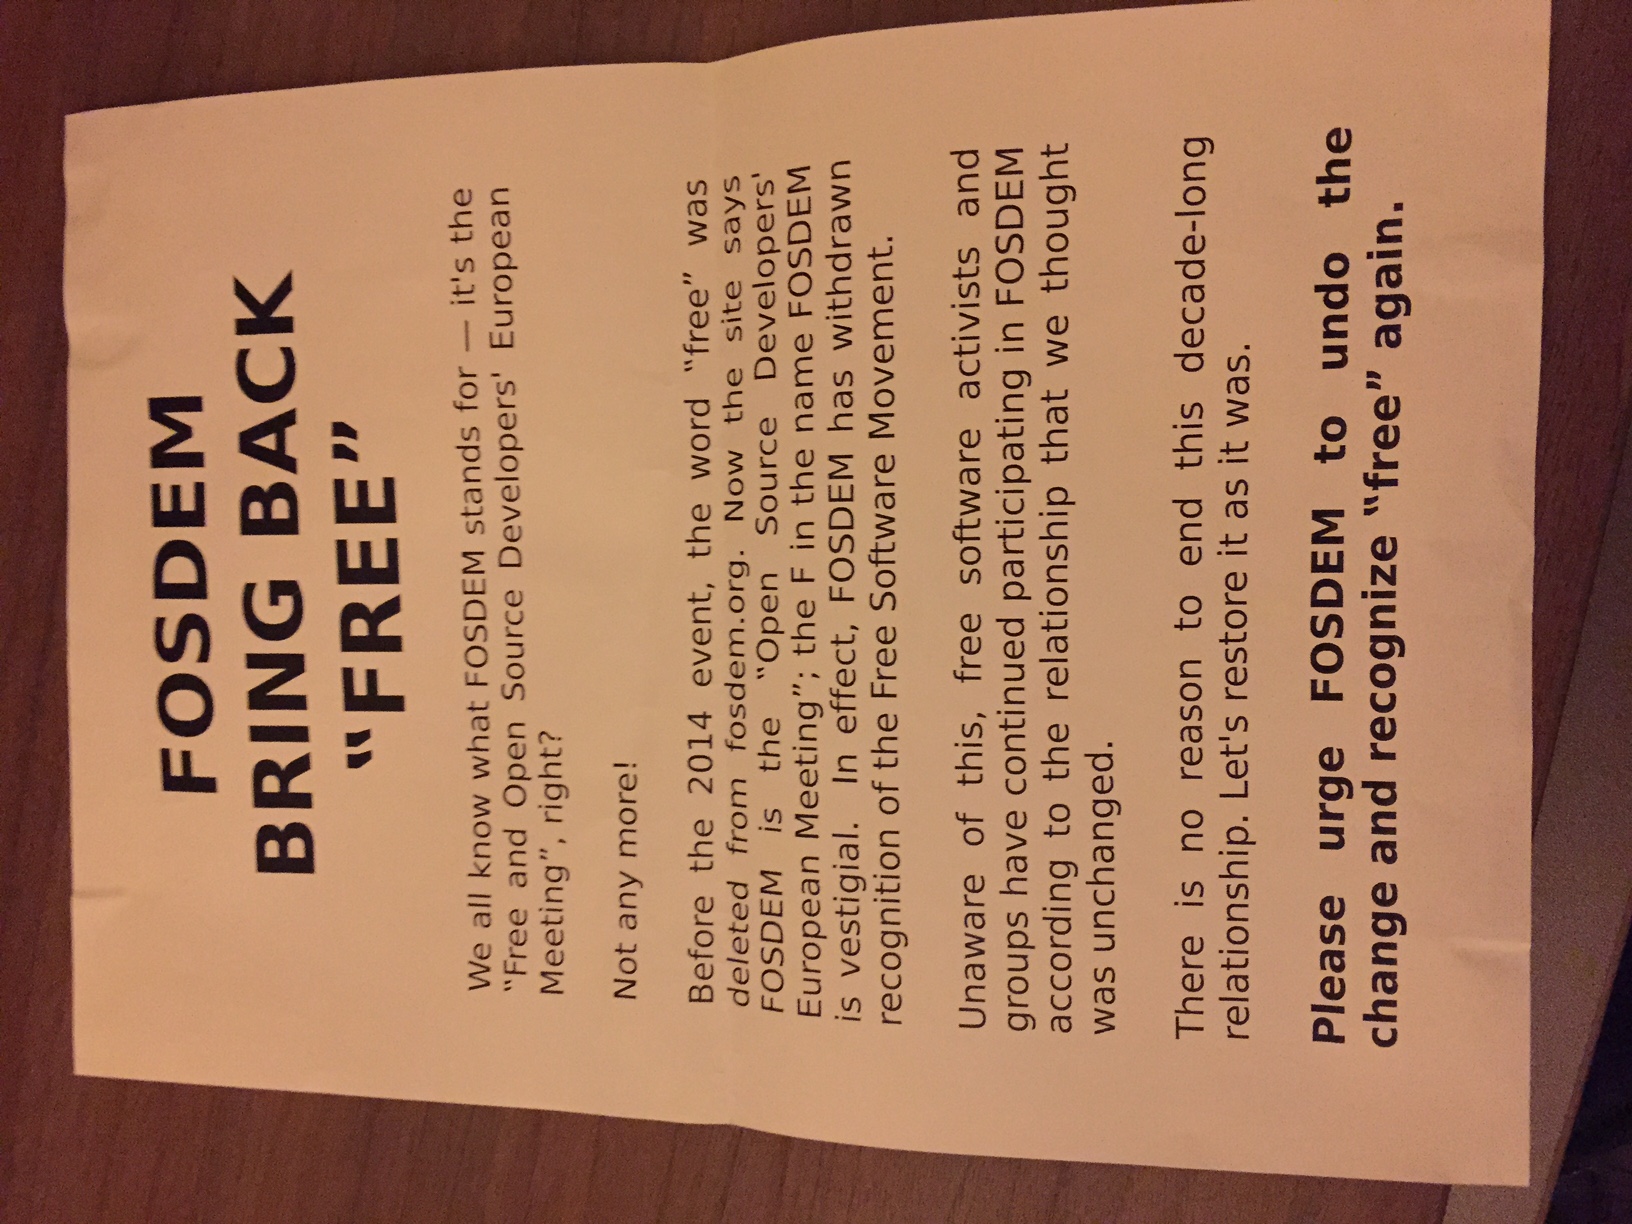 FOSDEM
BRING BACK
“FREE”
We all know what FOSDEM stands for — it's the
“Free and Open Source Developers' European
Meeting”, right?
Not any more!
Before the 2014 event, the word “free” was
deleted from fosdem.org. Now the site says
FOSDEM is the “Open Source Developers'
European Meeting”; the F in the name FOSDEM
is vestigial. In effect, FOSDEM has withdrawn
recognition of the Free Software Movement.
Unaware of this, free software activists and
groups have continued participating in FOSDEM
according to the relationship that we thought
was unchanged.
There is no reason to end this decade-long
relationship. Let's restore it as it was.
Please urge FOSDEM to undo the
change and recognize “free” again.